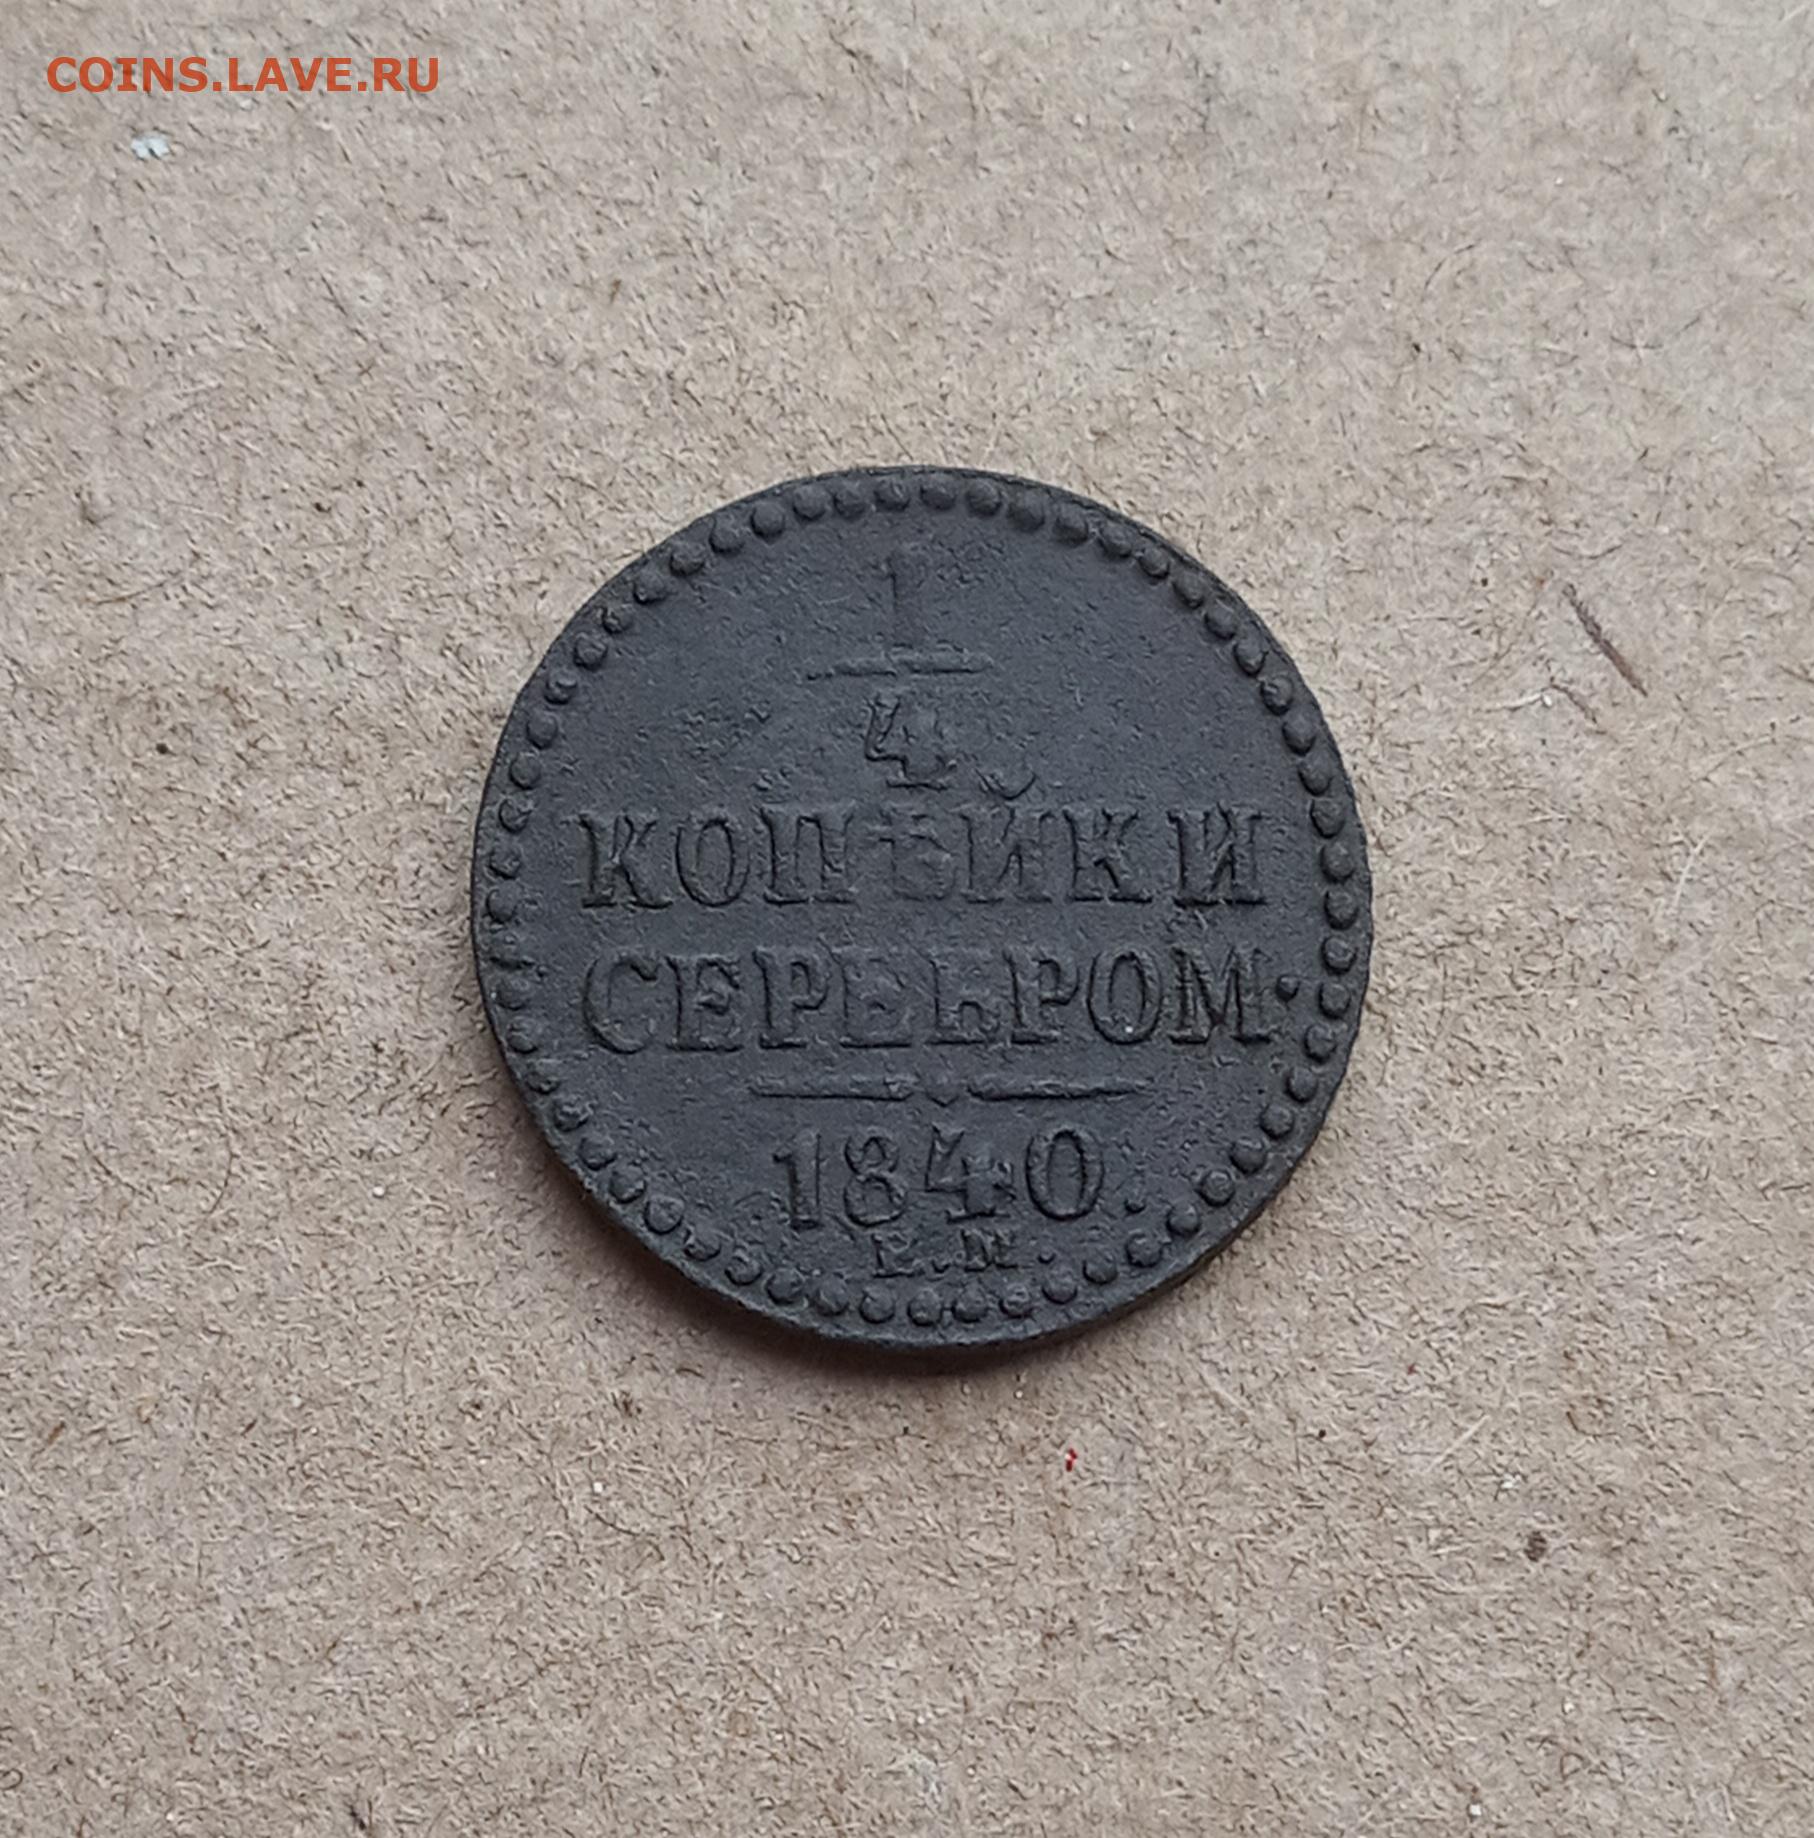 COINS.LAVE.RU
1
4
КОПѢЙКИ
СЕРЕБРОМ.
1840.
Е.М.